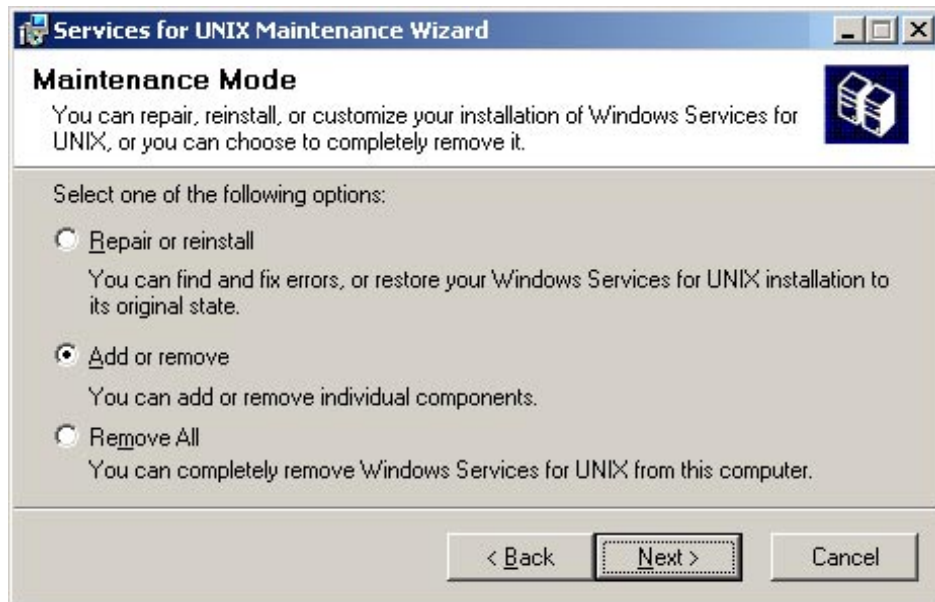 Services for UNIX Maintenance Wizard
Maintenance Mode
You can repair, reinstall, or customize your installation of Windows Services for
UNIX, or you can choose to completely remove it.
Select one of the following options:
Repair or reinstall
You can find and fix errors, or restore your Windows Services for UNIX installation to
its original state.
Add or remove
You can add or remove individual components.
Remove All
You can completely remove Windows Services for UNIX from this computer.
< Back Next > Cancel